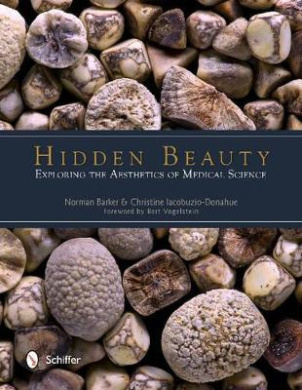 HIDDEN BEAUTY
EXPLORING THE AESTHETICS OF MEDICAL SCIENCE
Norman Barker & Christine Iacobuzio-Donahue
Foreword by Bert Vogelstein
Schiffer